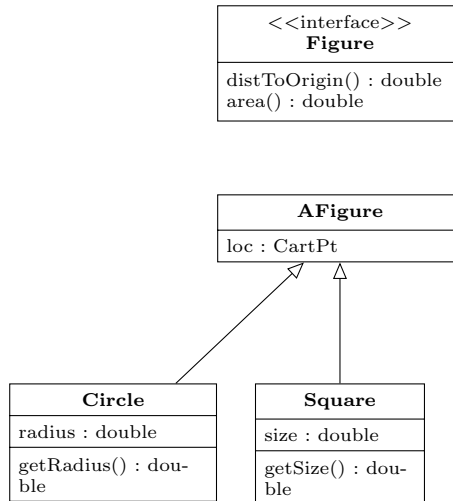 <<interface>>
Figure
distToOrigin() : double
area() : double
AFigure
loc : CartPt
Circle
radius : double
getRadius() : dou-
ble
Square
size : double
getSize() : dou-
ble